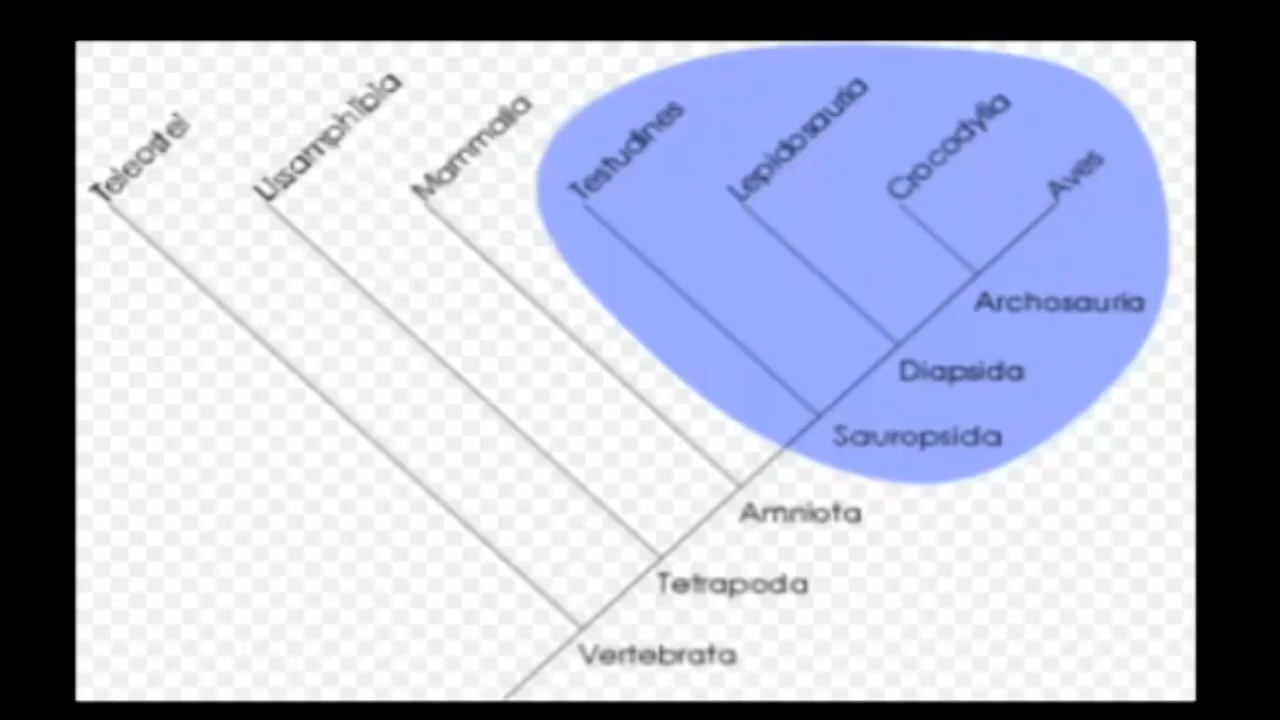 Teleostei
Lissamphibia
Mammalia
Testudines
Lepidosauria
Crocodylia
Aves
Archosauria
Diapsida
Sauropsida
Amniota
Tetrapoda
Vertebrata